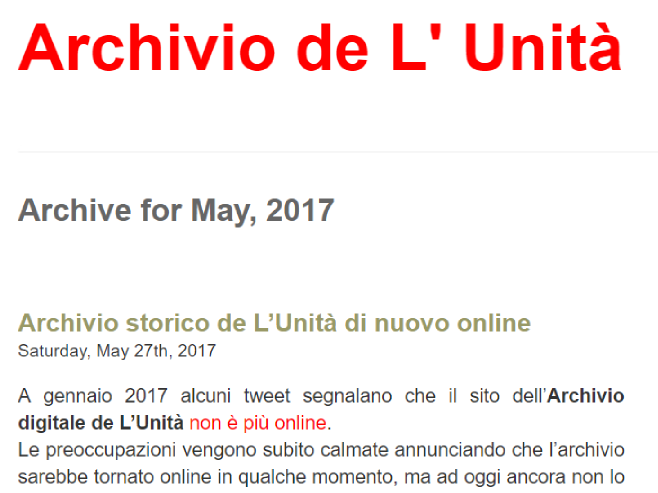 Archivio de L' Unità
Archive for May, 2017
Archivio storico de L’Unità di nuovo online
Saturday, May 27th, 2017
A gennaio 2017 alcuni tweet segnalano che il sito dell’Archivio
digitale de L’Unità non è più online.
Le preoccupazioni vengono subito calmate annunciando che l’archivio
sarebbe tornato online in qualche momento, ma ad oggi ancora non lo